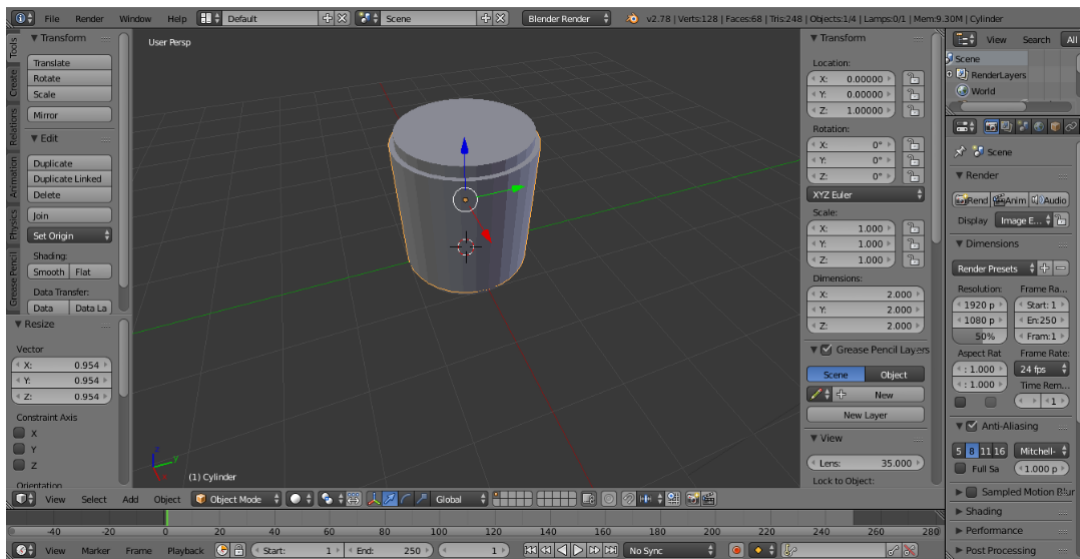 File Render Window Help Default Scene Blender Render v2.78 | Verts:128 | Faces:68 | Tris:248 | Objects:1/4 | Lamps:0/1 | Mem:9.30M | Cylinder
Tools
Create
Relations
Animation
Physics
Grease Pencil
Transform
Translate
Rotate
Scale
Mirror
Edit
Duplicate
Duplicate Linked
Delete
Join
Set Origin
Shading:
Smooth Flat
Data Transfer:
Data Data La
Resize
Vector
X: 0.954
Y: 0.954
Z: 0.954
Constraint Axis
X
Y
Z
Orientation
User Persp
(1) Cylinder
Transform
Location:
X: 0.00000
Y: 0.00000
Z: 1.00000
Rotation:
X: 0°
Y: 0°
Z: 0°
XYZ Euler
Scale:
X: 1.000
Y: 1.000
Z: 1.000
Dimensions:
X: 2.000
Y: 2.000
Z: 2.000
Grease Pencil Layers
Scene Object
New
New Layer
View
Lens: 35.000
Lock to Object:
View Search All
Scene
RenderLayers
World
Scene
Render
Rend Anim Audio
Display Image E...
Dimensions
Render Presets
Resolution: Frame Ra...
1920 p Start: 1
1080 p En:250
50% Fram:1
Aspect Rat Frame Rate:
: 1.000 24 fps
: 1.000 Time Rem...
1
Anti-Aliasing
5 8 11 16 Mitchell-
Full Sa 1.000 p
Sampled Motion Blur
Shading
Performance
Post Processing
View Select Add Object Object Mode Global
-40 -20 0 20 40 60 80 100 120 140 160 180 200 220 240 260 280
View Marker Frame Playback Start: 1 End: 250 1 No Sync